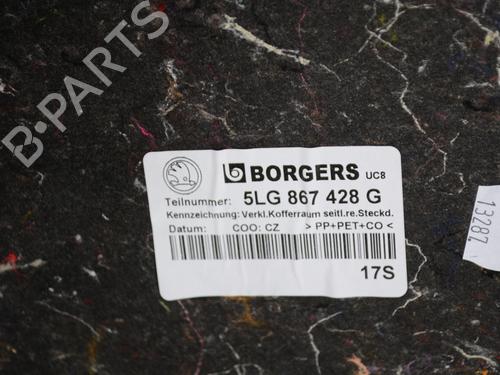 B-PARTS
BORGERS UC8
Teilnummer: 5LG 867 428 G
Kennzeichnung: Verkl.Kofferraum seitl.re.Steckd.
Datum: COO: CZ > PP+PET+CO <
17S
13287